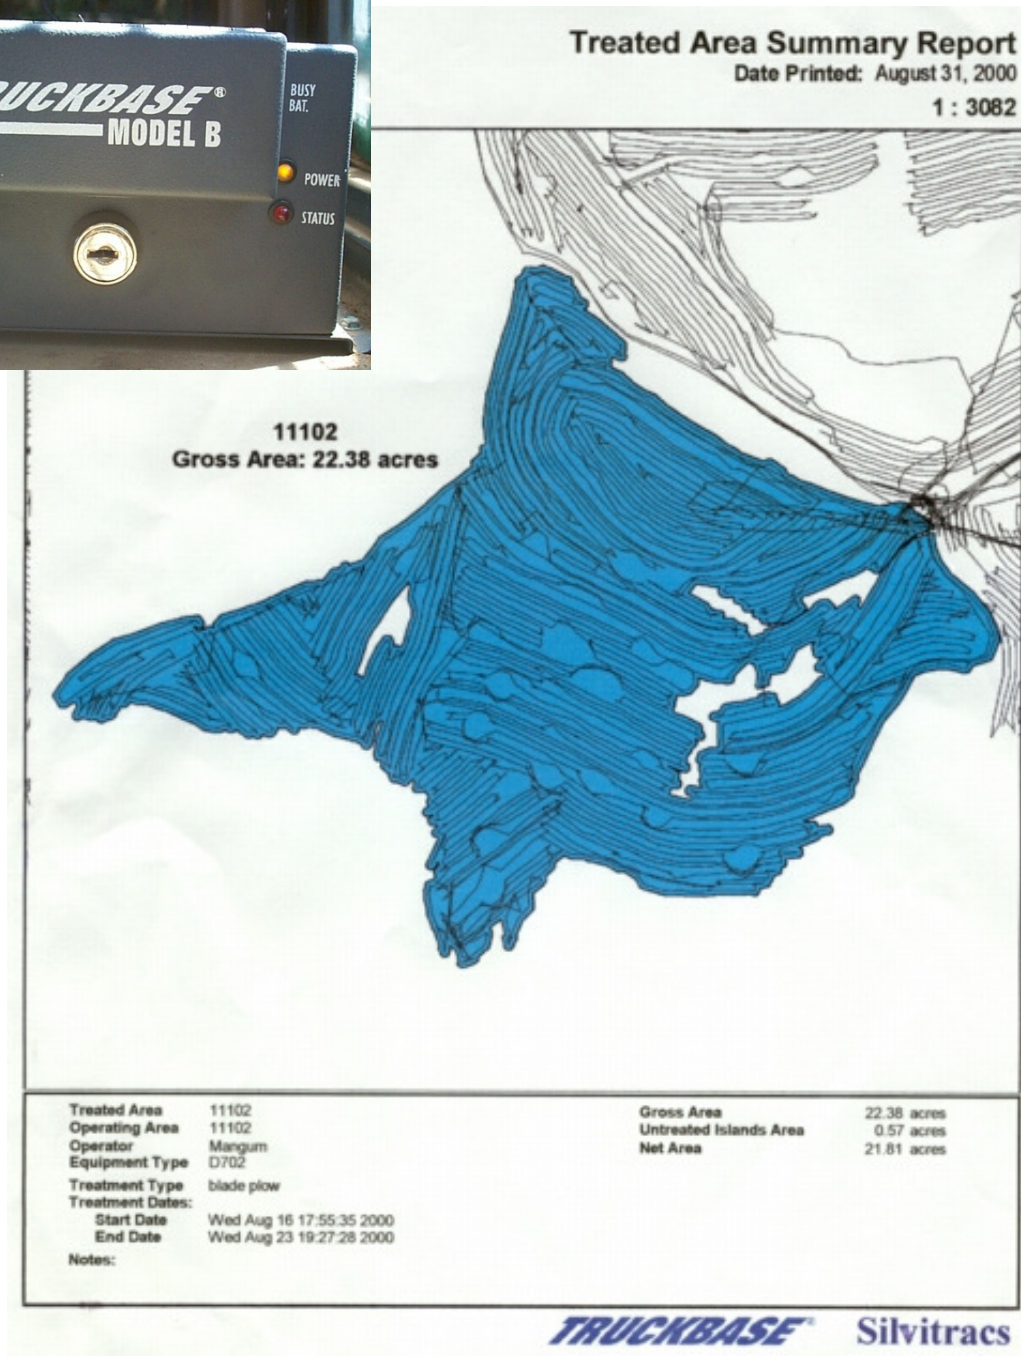 RUCKBASE®
MODEL B
BUSY
BAT.
POWER
STATUS
Treated Area Summary Report
Date Printed: August 31, 2000
1 : 3082
11102
Gross Area: 22.38 acres
Treated Area 11102
Operating Area 11102
Operator Mangum
Equipment Type D702
Treatment Type blade plow
Treatment Dates:
Start Date Wed Aug 16 17:55:35 2000
End Date Wed Aug 23 19:27:28 2000
Notes:
Gross Area 22.38 acres
Untreated Islands Area 0.57 acres
Net Area 21.81 acres
TRUCKBASE Silvitracs